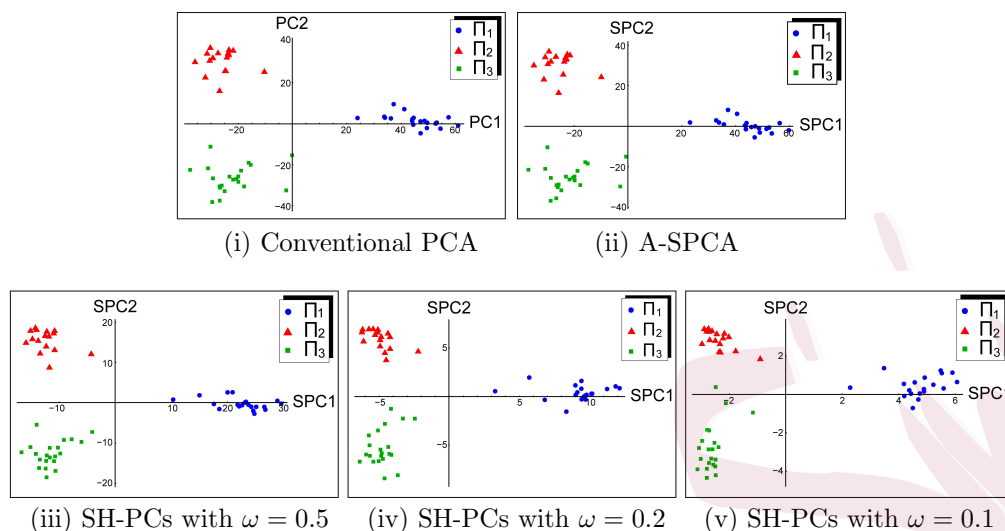 PC2
40
20
-20
-40
-20
20
40
60
PC1
Π1
Π2
Π3
(i) Conventional PCA
SPC2
40
20
-20
-40
-20
20
40
60
SPC1
Π1
Π2
Π3
(ii) A-SPCA
SPC2
20
10
-10
-20
-10
10
20
30
SPC1
Π1
Π2
Π3
(iii) SH-PCs with ω = 0.5
SPC2
5
-5
-5
5
10
SPC1
Π1
Π2
Π3
(iv) SH-PCs with ω = 0.2
SPC2
2
-2
-4
-2
2
4
6
SPC1
Π1
Π2
Π3
(v) SH-PCs with ω = 0.1